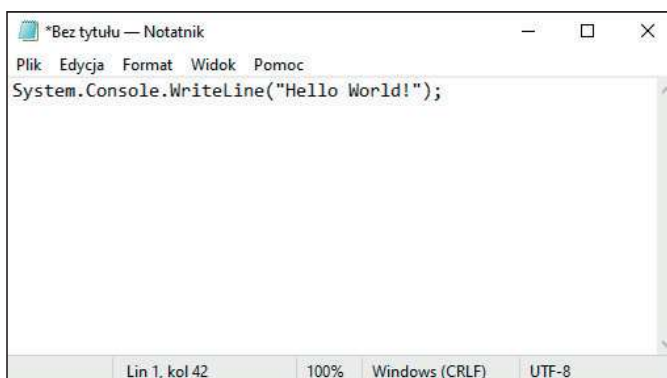 *Bez tytułu — Notatnik
Plik Edycja Format Widok Pomoc
System.Console.WriteLine("Hello World!");
Lin 1, kol 42 100% Windows (CRLF) UTF-8